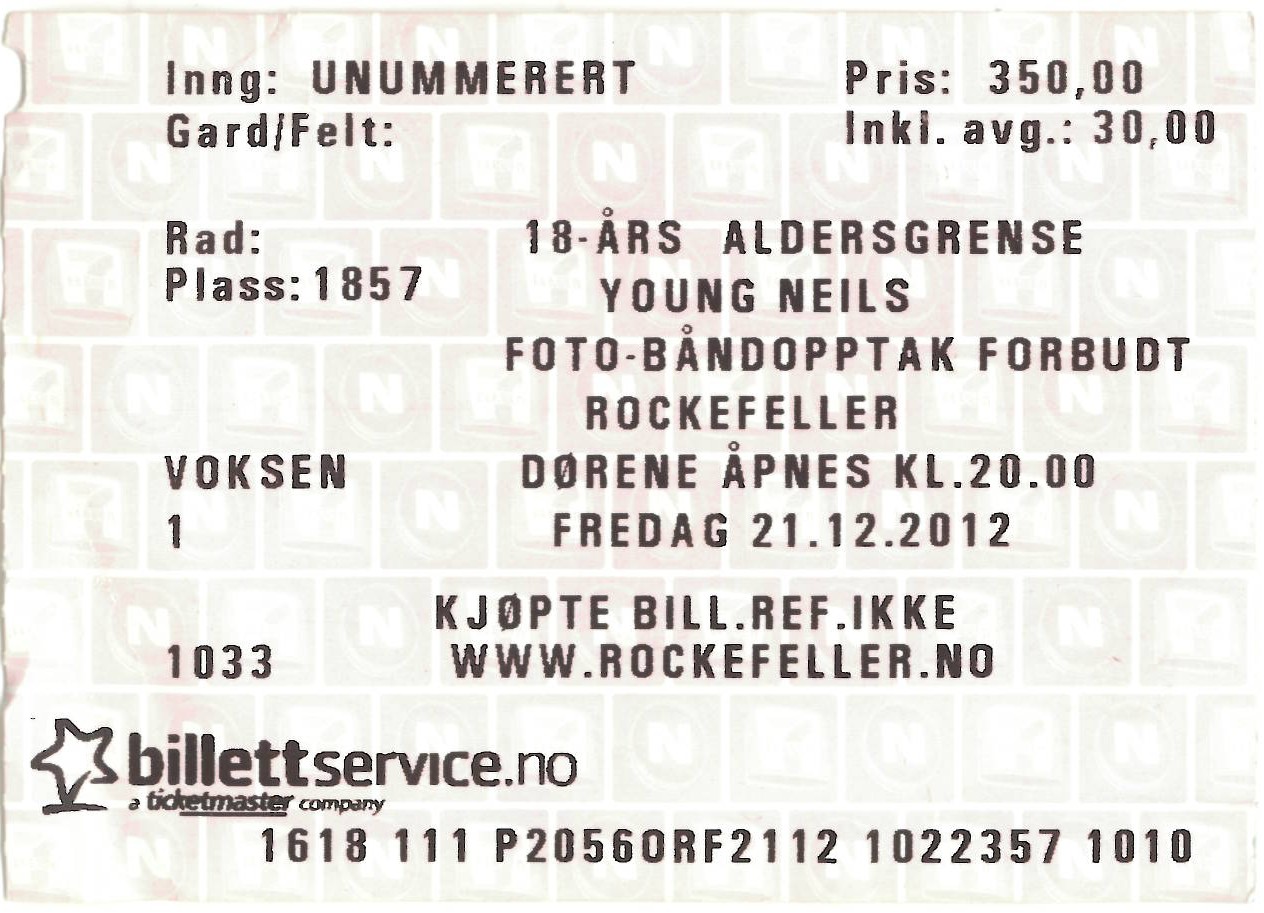 Inng: UNUMMERERT Pris: 350,00
Gard/Felt: Inkl. avg.: 30,00
Rad: 18-ÅRS ALDERSGRENSE
Plass: 1857 YOUNG NEILS
FOTO-BÅNDOPPTAK FORBUDT
ROCKEFELLER
VOKSEN DØRENE ÅPNES KL.20.00
1 FREDAG 21.12.2012
KJØPTE BILL.REF.IKKE
1033 WWW.ROCKEFELLER.NO
billettservice.no
a ticketmaster company
1618 111 P20560RF2112 1022357 1010